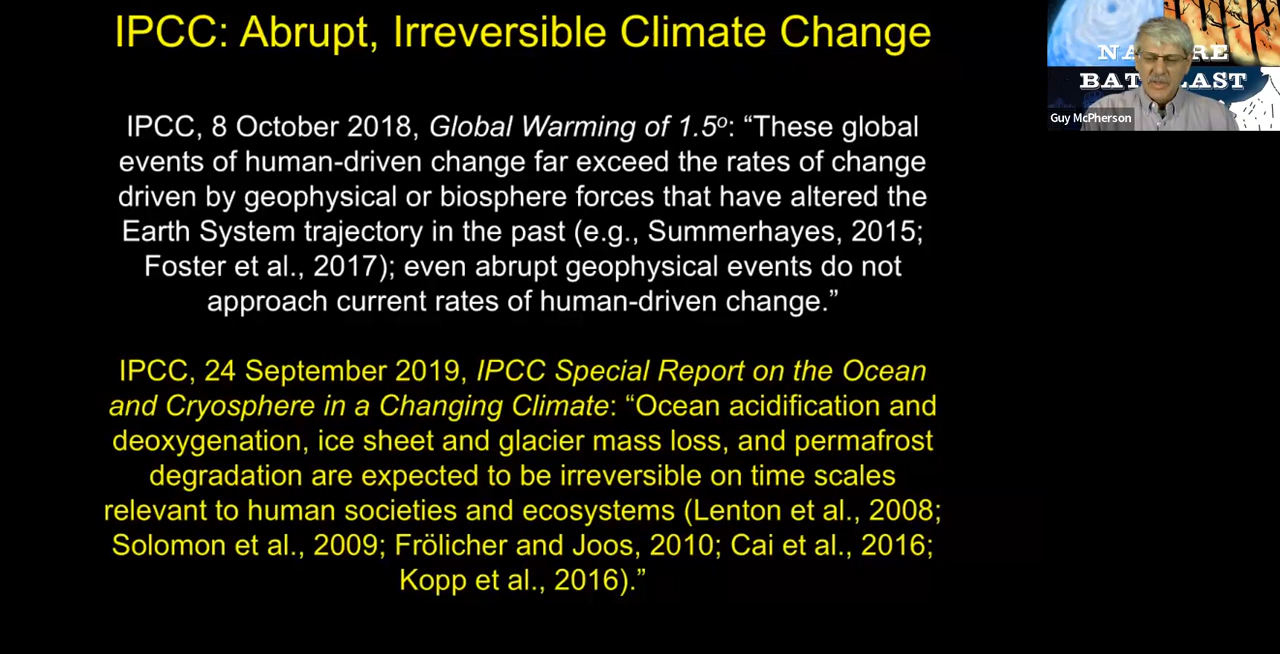 IPCC: Abrupt, Irreversible Climate Change
IPCC, 8 October 2018, Global Warming of 1.5º: “These global
events of human-driven change far exceed the rates of change
driven by geophysical or biosphere forces that have altered the
Earth System trajectory in the past (e.g., Summerhayes, 2015;
Foster et al., 2017); even abrupt geophysical events do not
approach current rates of human-driven change.”
IPCC, 24 September 2019, IPCC Special Report on the Ocean
and Cryosphere in a Changing Climate: “Ocean acidification and
deoxygenation, ice sheet and glacier mass loss, and permafrost
degradation are expected to be irreversible on time scales
relevant to human societies and ecosystems (Lenton et al., 2008;
Solomon et al., 2009; Frölicher and Joos, 2010; Cai et al., 2016;
Kopp et al., 2016).”
Guy McPherson